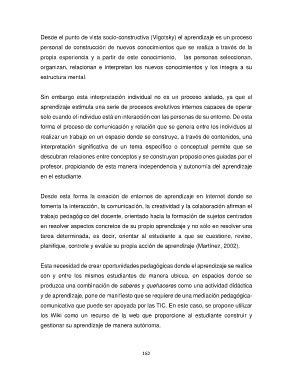 Desde el punto de vista socio-constructiva (Vigorsky) el aprendizaje es un proceso
personal de construcción de nuevos conocimientos que se realiza a través de la
propia experiencia y a partir de este conocimiento, las personas seleccionan,
organizan, relacionan e interpretan los nuevos conocimientos y los integra a su
estructura mental.
Sin embargo esta interpretación individual no es un proceso aislado, ya que el
aprendizaje estimula una serie de procesos evolutivos internos capaces de operar
solo cuando el individuo está en interacción con las personas de su entorno. De esta
forma el proceso de comunicación y relación que se genera entre los individuos al
realizar un trabajo en un espacio donde se construya, a través de contenidos, una
interpretación significativa de un tema específico o conceptual permite que se
descubran relaciones entre conceptos y se construyan proposiciones guiadas por el
profesor, propiciando de esta manera independencia y autonomía del aprendizaje
en el estudiante.
Desde esta forma la creación de entornos de aprendizaje en Internet donde se
fomenta la interacción, la comunicación, la creatividad y la colaboración afirman el
trabajo pedagógico del docente, orientado hacia la formación de sujetos centrados
en resolver aspectos concretos de su propio aprendizaje y no solo en resolver una
tarea determinada, es decir, orientar al estudiante a que se cuestione, revise,
planifique, controle y evalúe su propia acción de aprendizaje (Martínez, 2002).
Esta necesidad de crear oportunidades pedagógicas donde el aprendizaje se realice
con y entre los mismos estudiantes de manera ubicua, en espacios donde se
produzca una combinación de saberes y quehaceres como una actividad didáctica
y de aprendizaje, pone de manifiesto que se requiere de una mediación pedagógica-
comunicativa que puede ser apoyada por las TIC. En este caso, se propone utilizar
los Wiki como un recurso de la web que proporcione al estudiante construir y
gestionar su aprendizaje de manera autónoma.
162